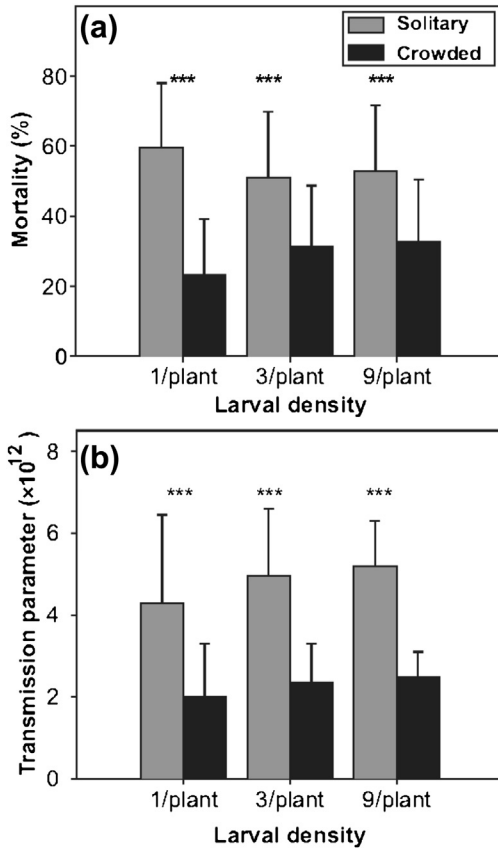 (a)
Solitary
Crowded
Mortality (%)
80
60
40
20
0
*** *** ***
1/plant 3/plant 9/plant
Larval density
(b)
Transmission parameter (×10¹²)
8
6
4
2
0
*** *** ***
1/plant 3/plant 9/plant
Larval density